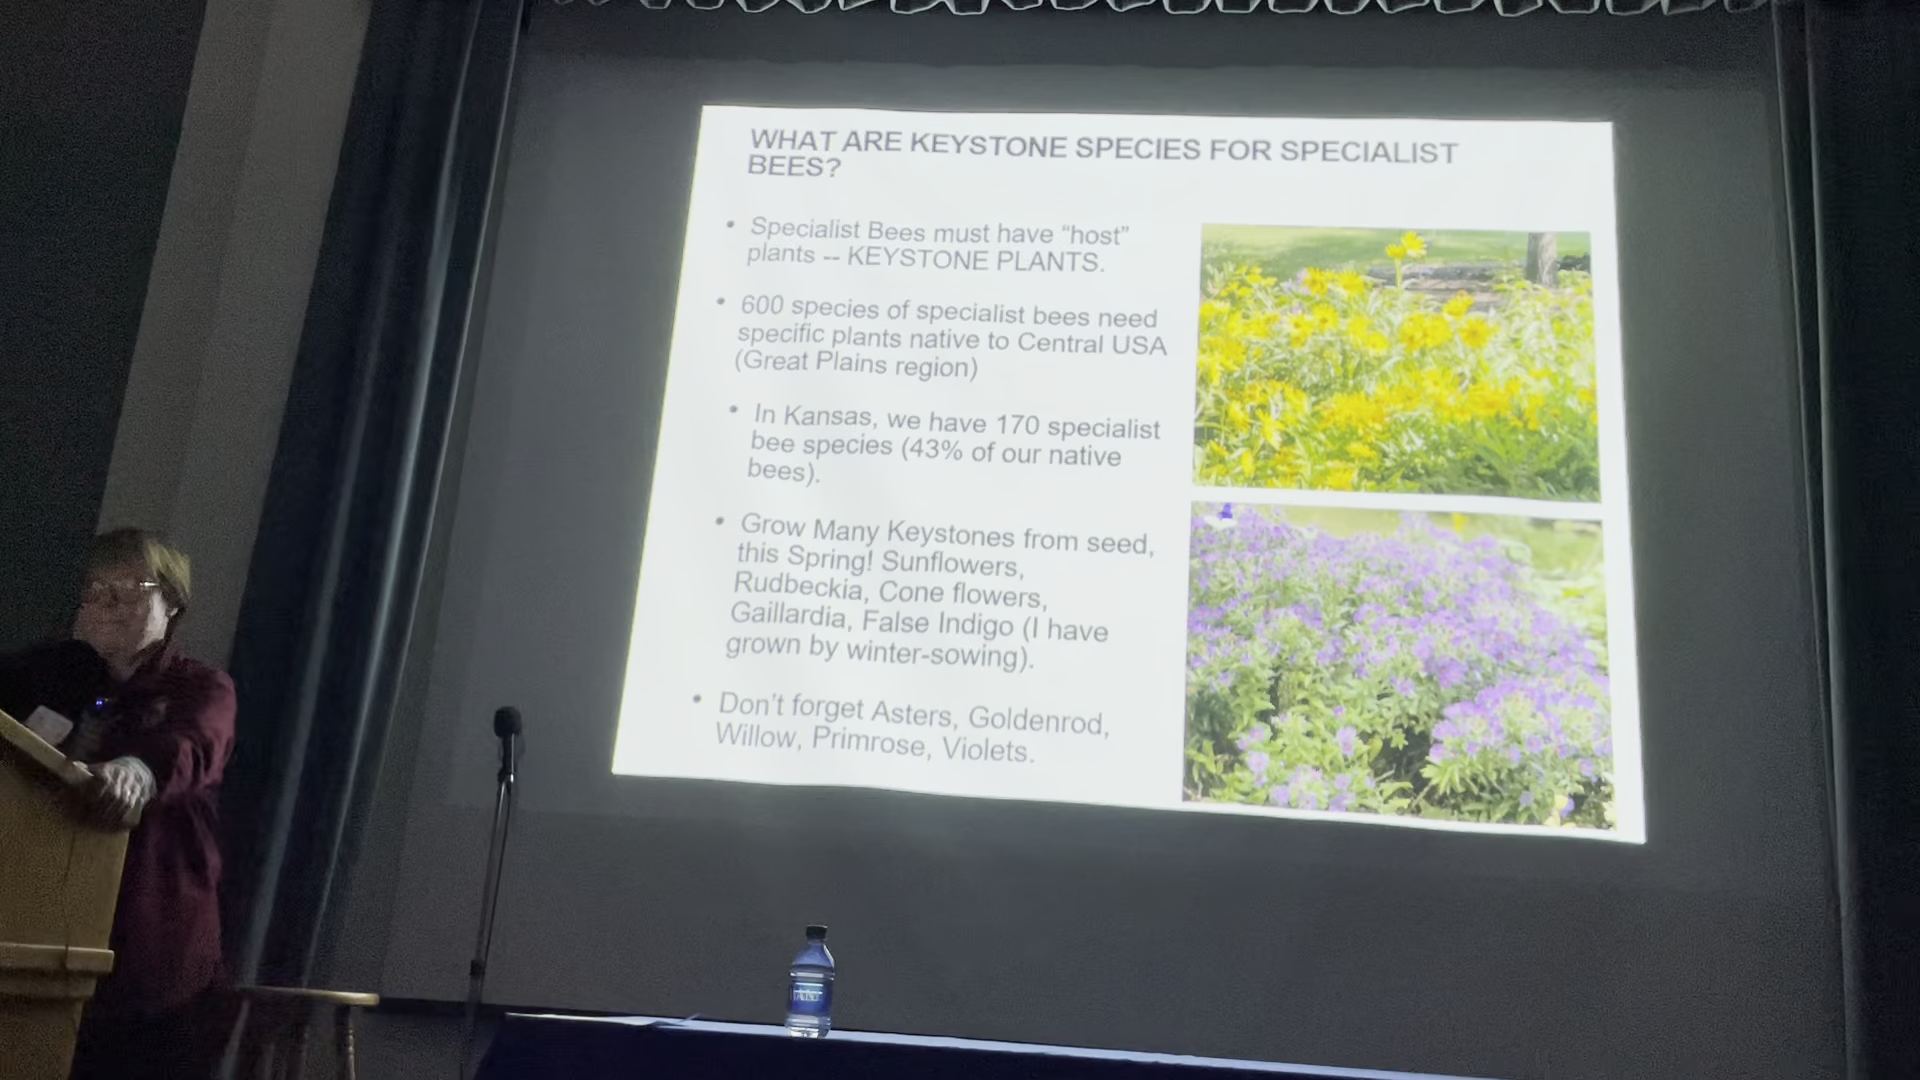 WHAT ARE KEYSTONE SPECIES FOR SPECIALIST
BEES?
• Specialist Bees must have “host”
plants -- KEYSTONE PLANTS.
• 600 species of specialist bees need
specific plants native to Central USA
(Great Plains region)
• In Kansas, we have 170 specialist
bee species (43% of our native
bees).
• Grow Many Keystones from seed,
this Spring! Sunflowers,
Rudbeckia, Cone flowers,
Gaillardia, False Indigo (I have
grown by winter-sowing).
• Don’t forget Asters, Goldenrod,
Willow, Primrose, Violets.